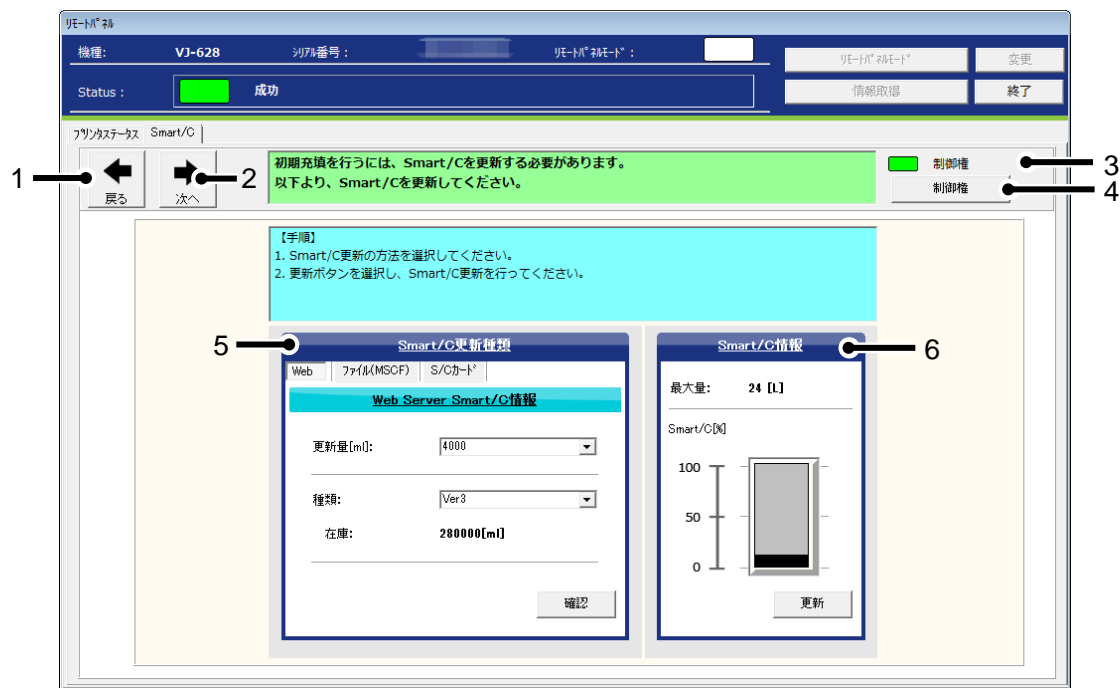 ﾘﾓｰﾄﾊﾟﾈﾙ
機種: VJ-628 ｼﾘｱﾙ番号： ﾘﾓｰﾄﾊﾟﾈﾙﾓｰﾄﾞ：
ﾘﾓｰﾄﾊﾟﾈﾙﾓｰﾄﾞ 変更
Status : 成功 情報取得 終了
ﾌﾟﾘﾝﾀｽﾃｰﾀｽ Smart/C
1 戻る 2 次へ
初期充填を行うには、Smart/Cを更新する必要があります。
以下より、Smart/Cを更新してください。
制御権 3
制御権 4
【手順】
1. Smart/C更新の方法を選択してください。
2. 更新ボタンを選択し、Smart/C更新を行ってください。
5 Smart/C更新種類
Web ﾌｧｲﾙ(MSCF) S/Cｶｰﾄﾞ
Web Server Smart/C情報
更新量[ml]: 4000
種類: Ver3
在庫: 280000[ml]
確認
Smart/C情報 6
最大量: 24 [L]
Smart/C[%]
100
50
0
更新